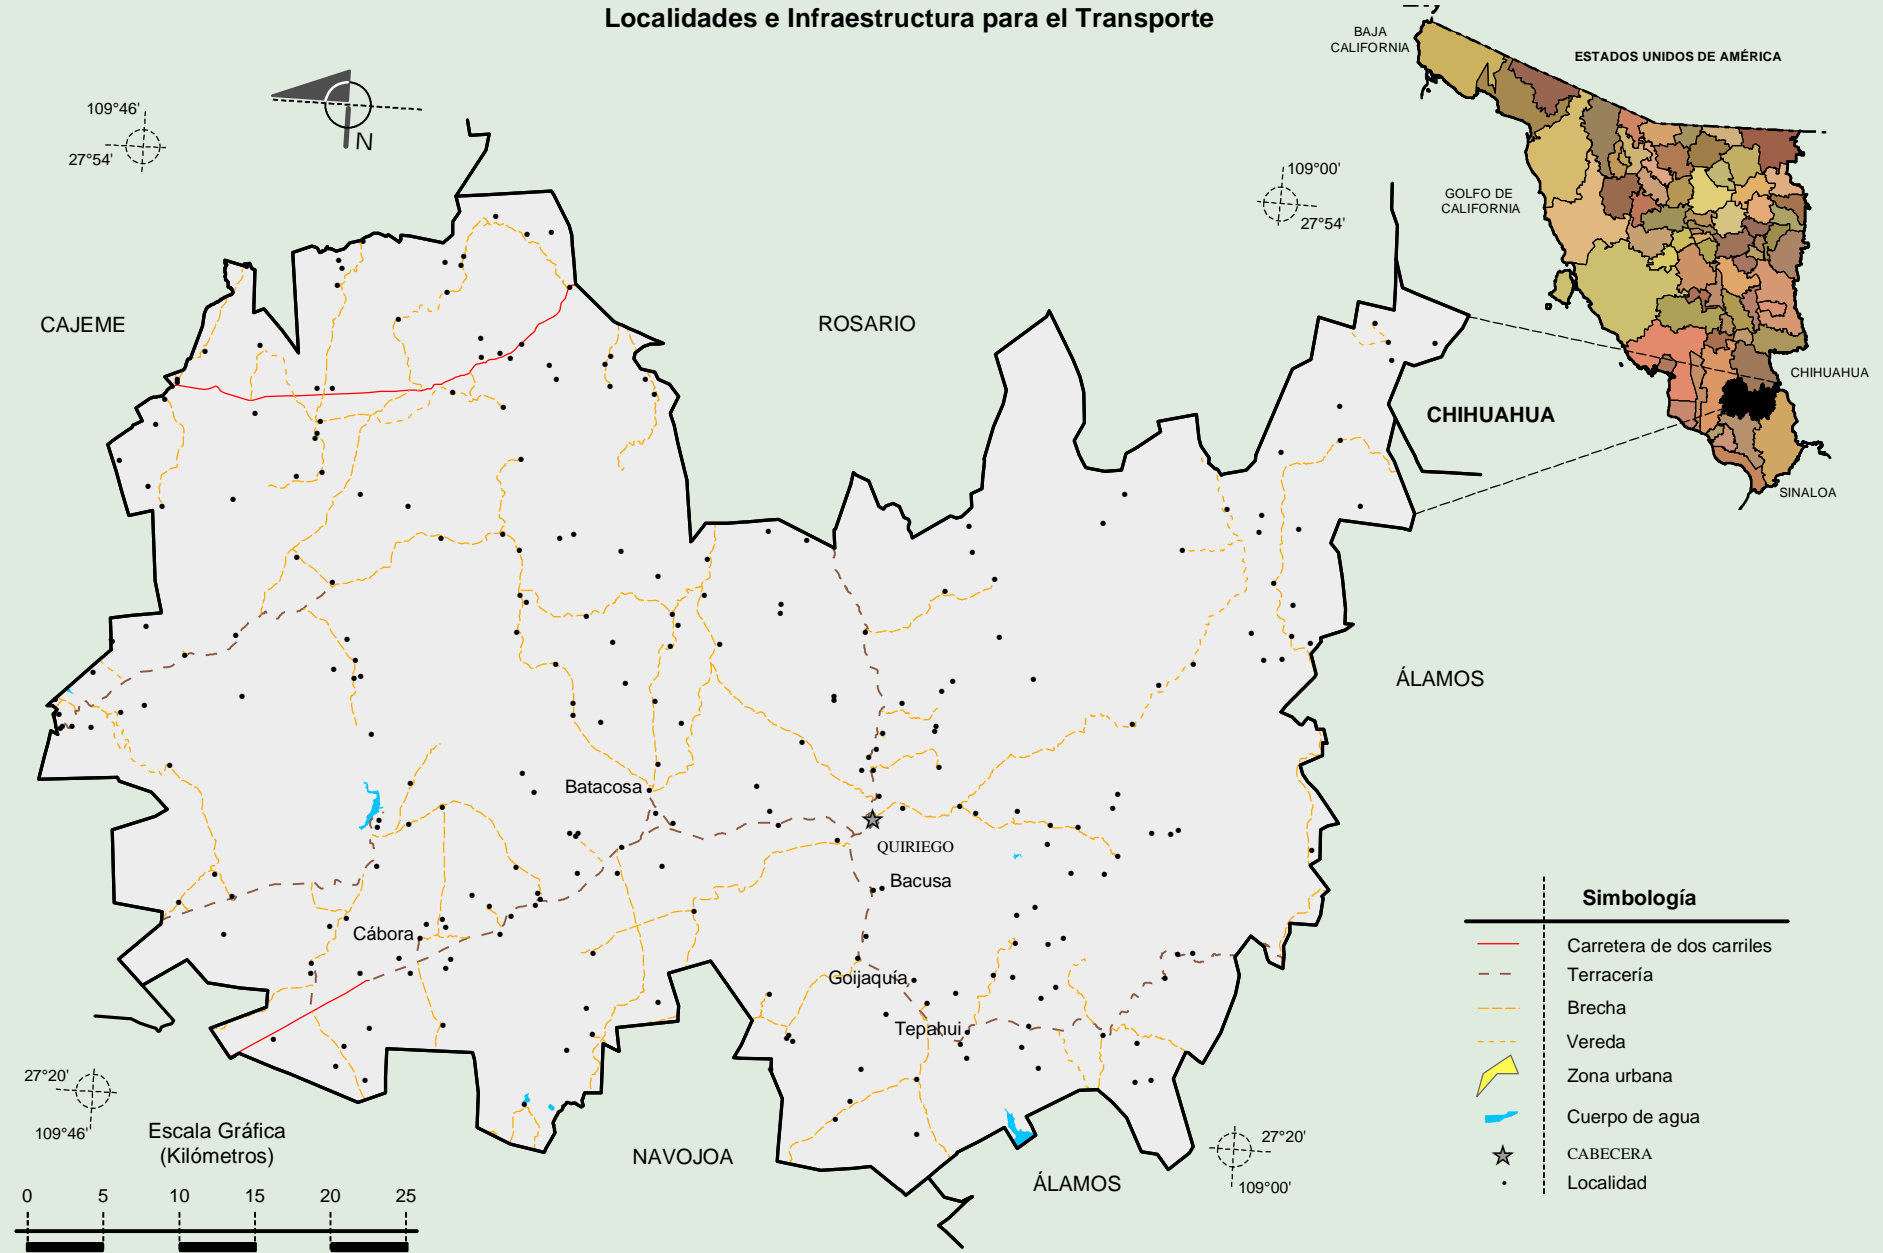 Localidades e Infraestructura para el Transporte
BAJA
CALIFORNIA
ESTADOS UNIDOS DE AMÉRICA
109°46'
27°54'
N
109°00'
27°54'
GOLFO DE
CALIFORNIA
CAJEME
ROSARIO
CHIHUAHUA
CHIHUAHUA
SINALOA
ÁLAMOS
Batacosa
QUIRIEGO
Bacusa
Cábora
Goijaquía
Tepahui
Simbología
Carretera de dos carriles
Terracería
Brecha
Vereda
Zona urbana
Cuerpo de agua
CABECERA
Localidad
27°20'
109°46'
Escala Gráfica
(Kilómetros)
0 5 10 15 20 25
NAVOJOA
ÁLAMOS
27°20'
109°00'